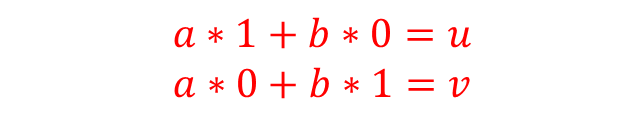 a * 1 + b * 0 = u
a * 0 + b * 1 = v